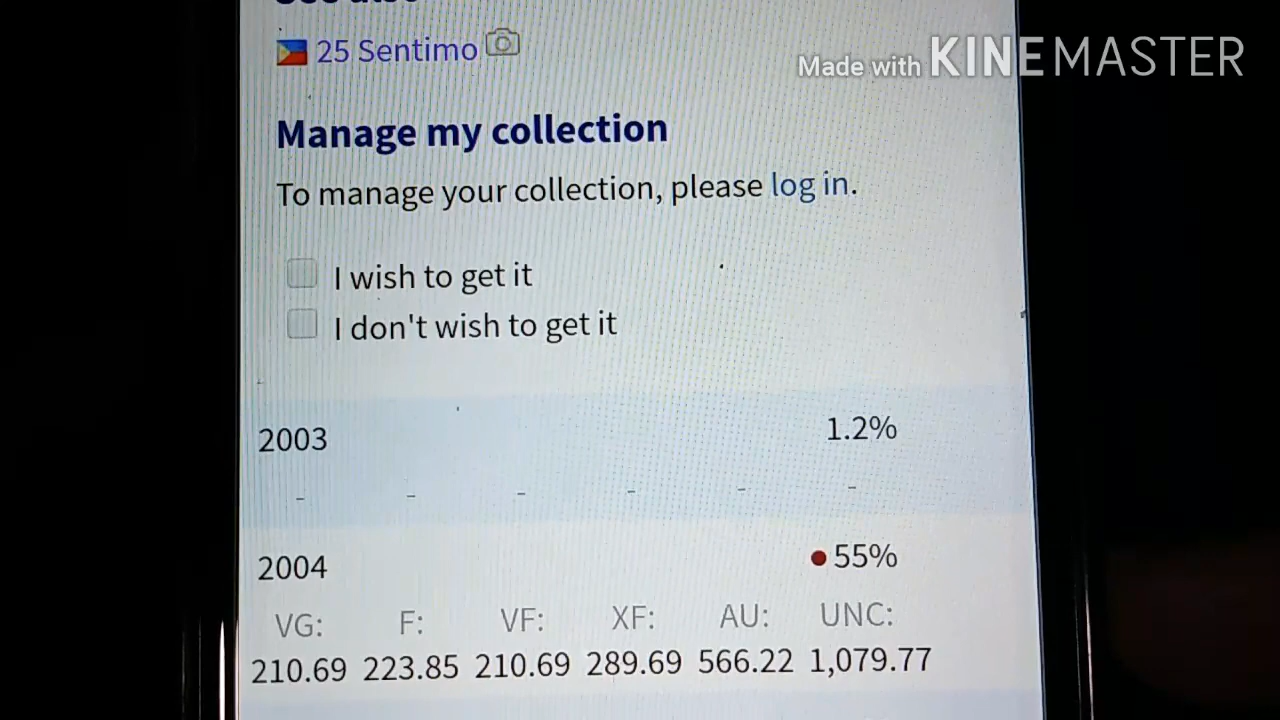 25 Sentimo
Made with KINEMASTER
Manage my collection
To manage your collection, please log in.
I wish to get it
I don't wish to get it
2003 1.2%
- - - - - -
2004 55%
VG: F: VF: XF: AU: UNC:
210.69 223.85 210.69 289.69 566.22 1,079.77